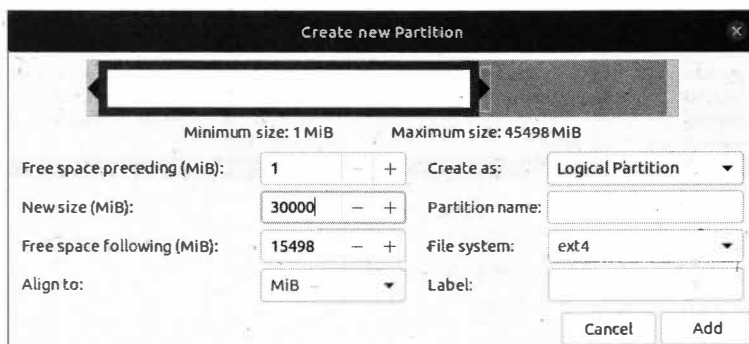 Create new Partition
Minimum size: 1 MiB Maximum size: 45498 MiB
Free space preceding (MiB): 1 Create as: Logical Partition
New size (MiB): 30000 Partition name:
Free space following (MiB): 15498 File system: ext4
Align to: MiB Label:
Cancel Add